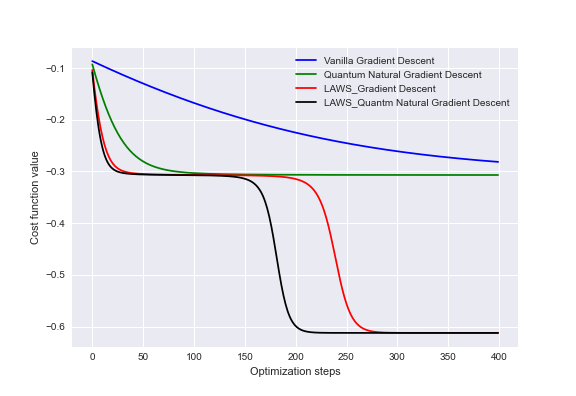 Vanilla Gradient Descent
Quantum Natural Gradient Descent
LAWS_Gradient Descent
LAWS_Quantm Natural Gradient Descent
−0.1
−0.2
−0.3
−0.4
−0.5
−0.6
Cost function value
0 50 100 150 200 250 300 350 400
Optimization steps